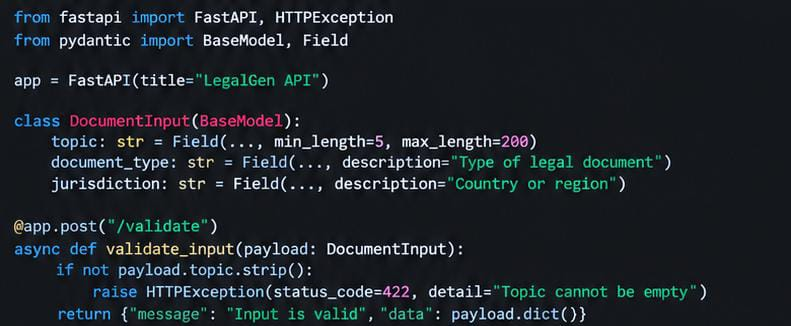 from fastapi import FastAPI, HTTPException
from pydantic import BaseModel, Field

app = FastAPI(title="LegalGen API")

class DocumentInput(BaseModel):
    topic: str = Field(..., min_length=5, max_length=200)
    document_type: str = Field(..., description="Type of legal document")
    jurisdiction: str = Field(..., description="Country or region")

@app.post("/validate")
async def validate_input(payload: DocumentInput):
    if not payload.topic.strip():
        raise HTTPException(status_code=422, detail="Topic cannot be empty")
    return {"message": "Input is valid", "data": payload.dict()}